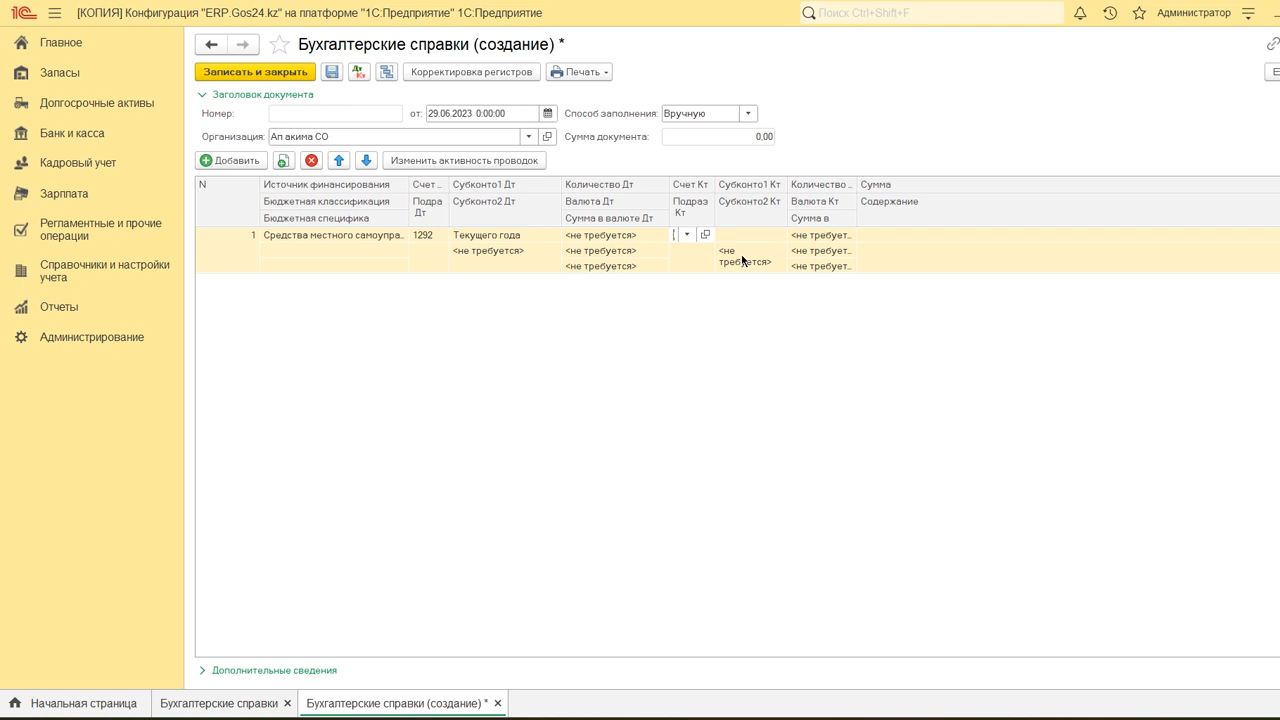 [КОПИЯ] Конфигурация "ERP.Gos24.kz" на платформе "1С:Предприятие" 1С:Предприятие
Поиск Ctrl+Shift+F
Администратор
Главное
Запасы
Долгосрочные активы
Банк и касса
Кадровый учет
Зарплата
Регламентные и прочие
операции
Справочники и настройки
учета
Отчеты
Администрирование
Бухгалтерские справки (создание) *
Записать и закрыть
Дт
Кт
Корректировка регистров
Печать
Заголовок документа
Номер:
от: 29.06.2023 0:00:00
Способ заполнения: Вручную
Организация: Ап акима СО
Сумма документа: 0,00
Добавить
Изменить активность проводок
N Источник финансирования Счет .. Субконто1 Дт Количество Дт Счет Кт Субконто1 Кт Количество .. Сумма
Бюджетная классификация Подра Субконто2 Дт Валюта Дт Подраз Субконто2 Кт Валюта Кт Содержание
Дт Кт
Бюджетная специфика Сумма в валюте Дт Сумма в
1 Средства местного самоупра.. 1292 Текущего года <не требуется> <не требует..
<не требуется> <не требуется> <не
требуется> <не требует..
<не требуется> <не требует..
Дополнительные сведения
Начальная страница
Бухгалтерские справки
Бухгалтерские справки (создание) *